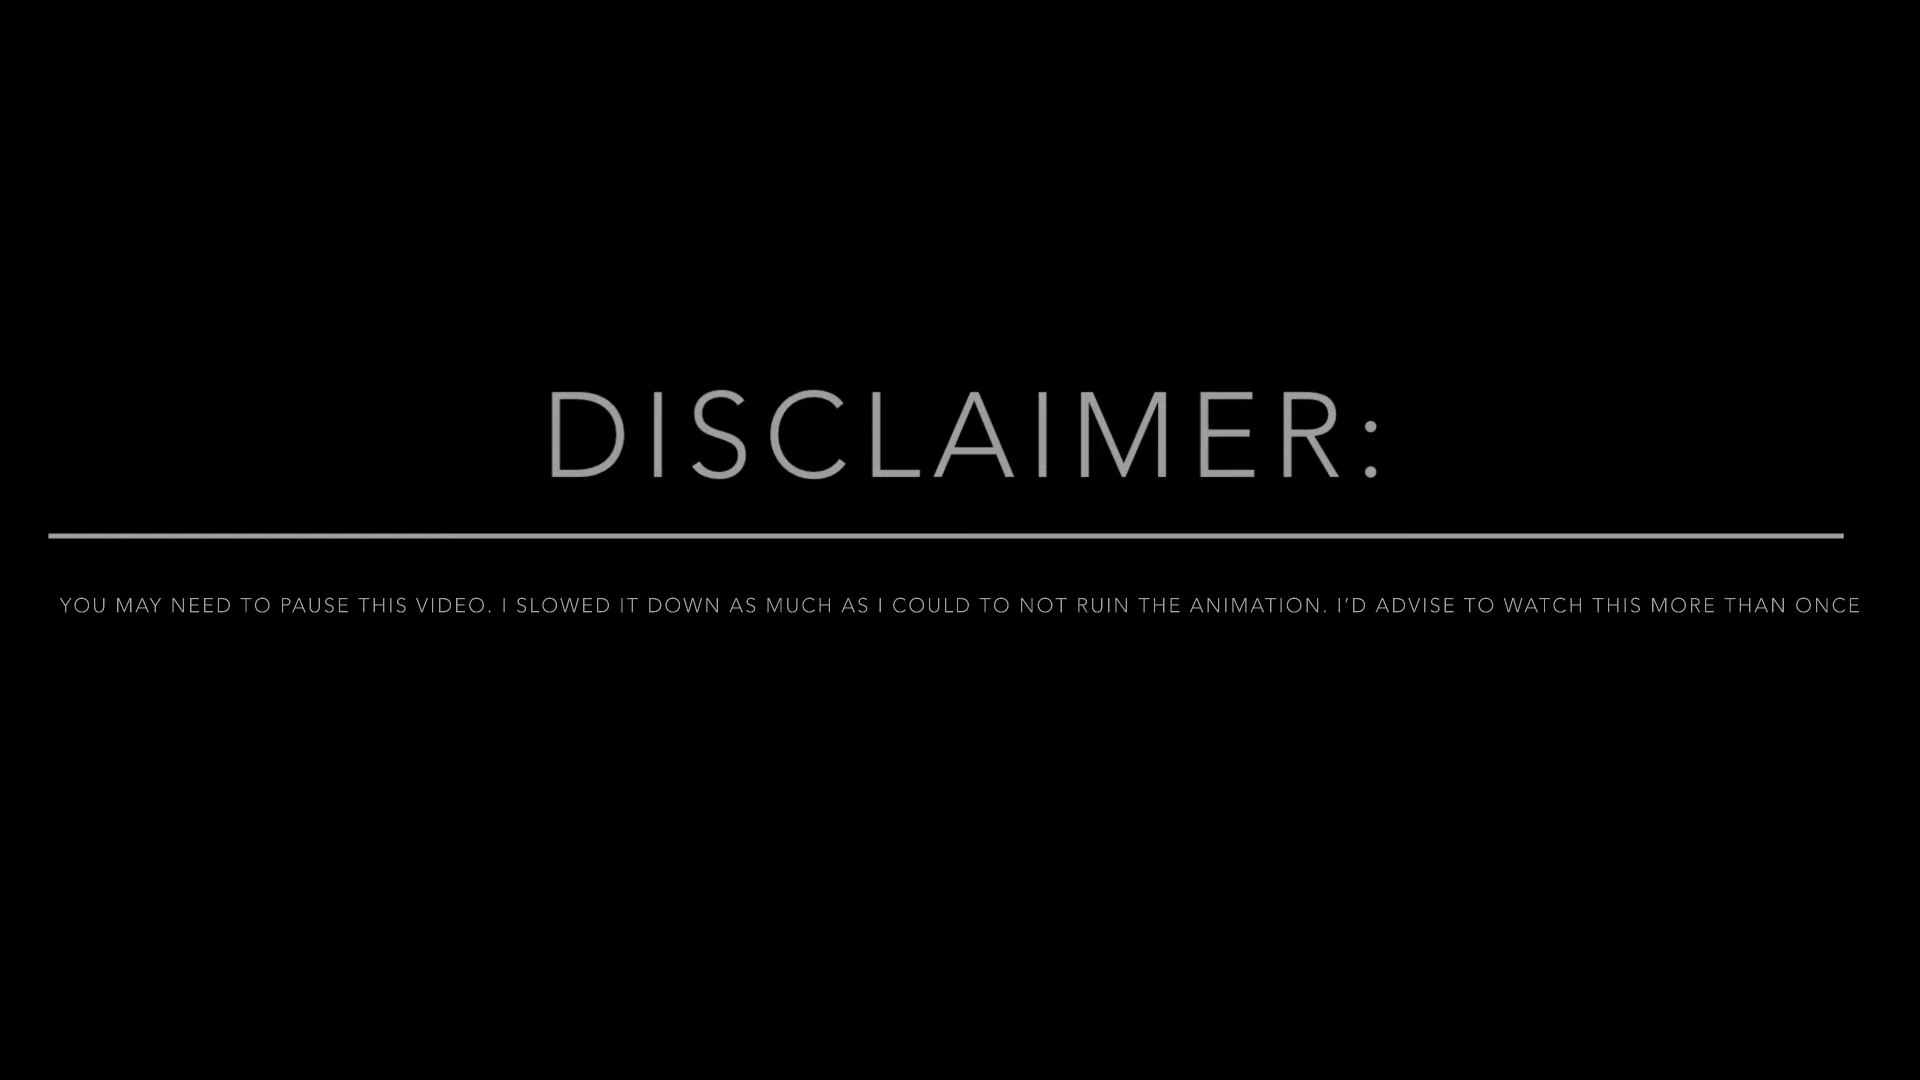 DISCLAIMER:
YOU MAY NEED TO PAUSE THIS VIDEO. I SLOWED IT DOWN AS MUCH AS I COULD TO NOT RUIN THE ANIMATION. I’D ADVISE TO WATCH THIS MORE THAN ONCE